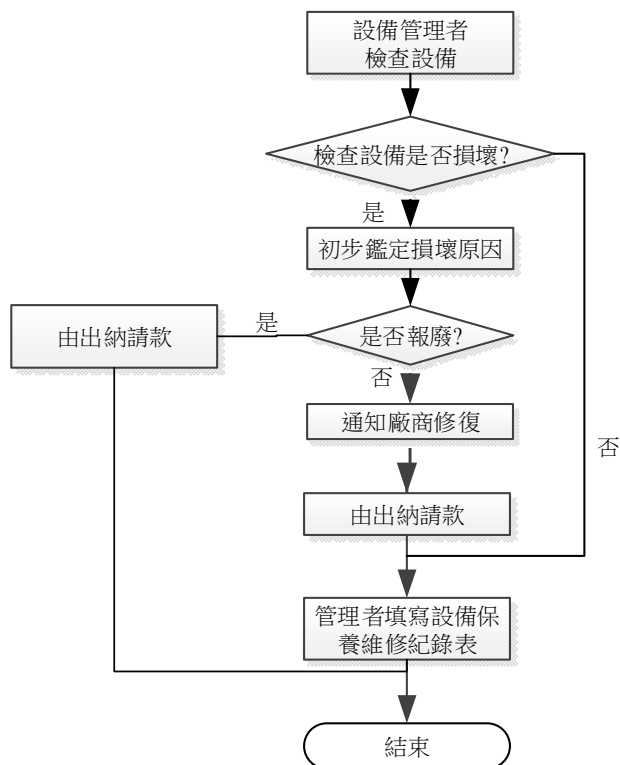 設備管理者
檢查設備
檢查設備是否損壞?
是
初步鑑定損壞原因
是否報廢?
是
由出納請款
否
通知廠商修復
否
由出納請款
管理者填寫設備保
養維修紀錄表
結束